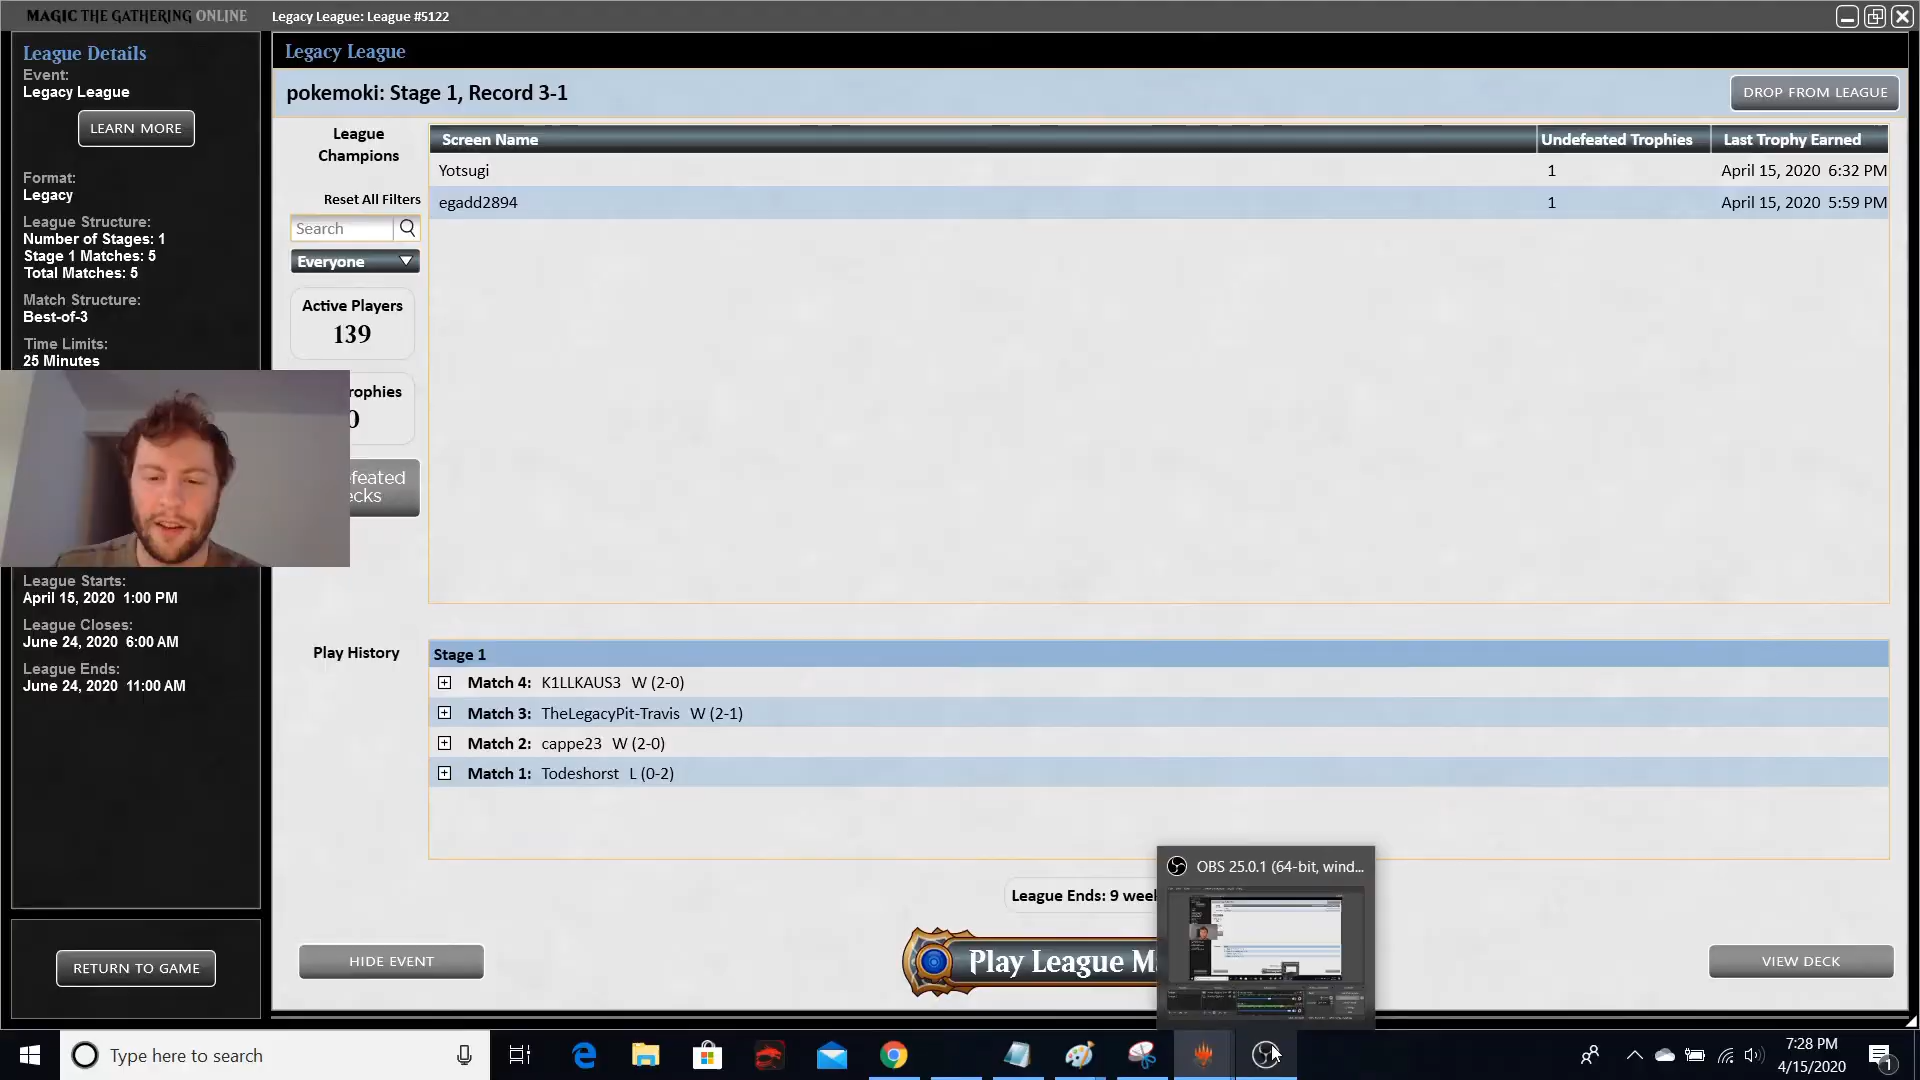 MAGIC THE GATHERING ONLINE
Legacy League: League #5122
League Details
Event:
Legacy League
LEARN MORE
Format:
Legacy
League Structure:
Number of Stages: 1
Stage 1 Matches: 5
Total Matches: 5
Match Structure:
Best-of-3
Time Limits:
25 Minutes
League Starts:
April 15, 2020 1:00 PM
League Closes:
June 24, 2020 6:00 AM
League Ends:
June 24, 2020 11:00 AM
RETURN TO GAME
Legacy League
pokemoki: Stage 1, Record 3-1
DROP FROM LEAGUE
League
Champions
Reset All Filters
Search
Everyone
Active Players
139
rophies
0
feated
ecks
Screen Name Undefeated Trophies Last Trophy Earned
Yotsugi 1 April 15, 2020 6:32 PM
egadd2894 1 April 15, 2020 5:59 PM
Play History
Stage 1
Match 4: K1LLKAUS3 W (2-0)
Match 3: TheLegacyPit-Travis W (2-1)
Match 2: cappe23 W (2-0)
Match 1: Todeshorst L (0-2)
League Ends: 9 week
OBS 25.0.1 (64-bit, wind...
HIDE EVENT
Play League M
VIEW DECK
Type here to search
7:28 PM
4/15/2020
1